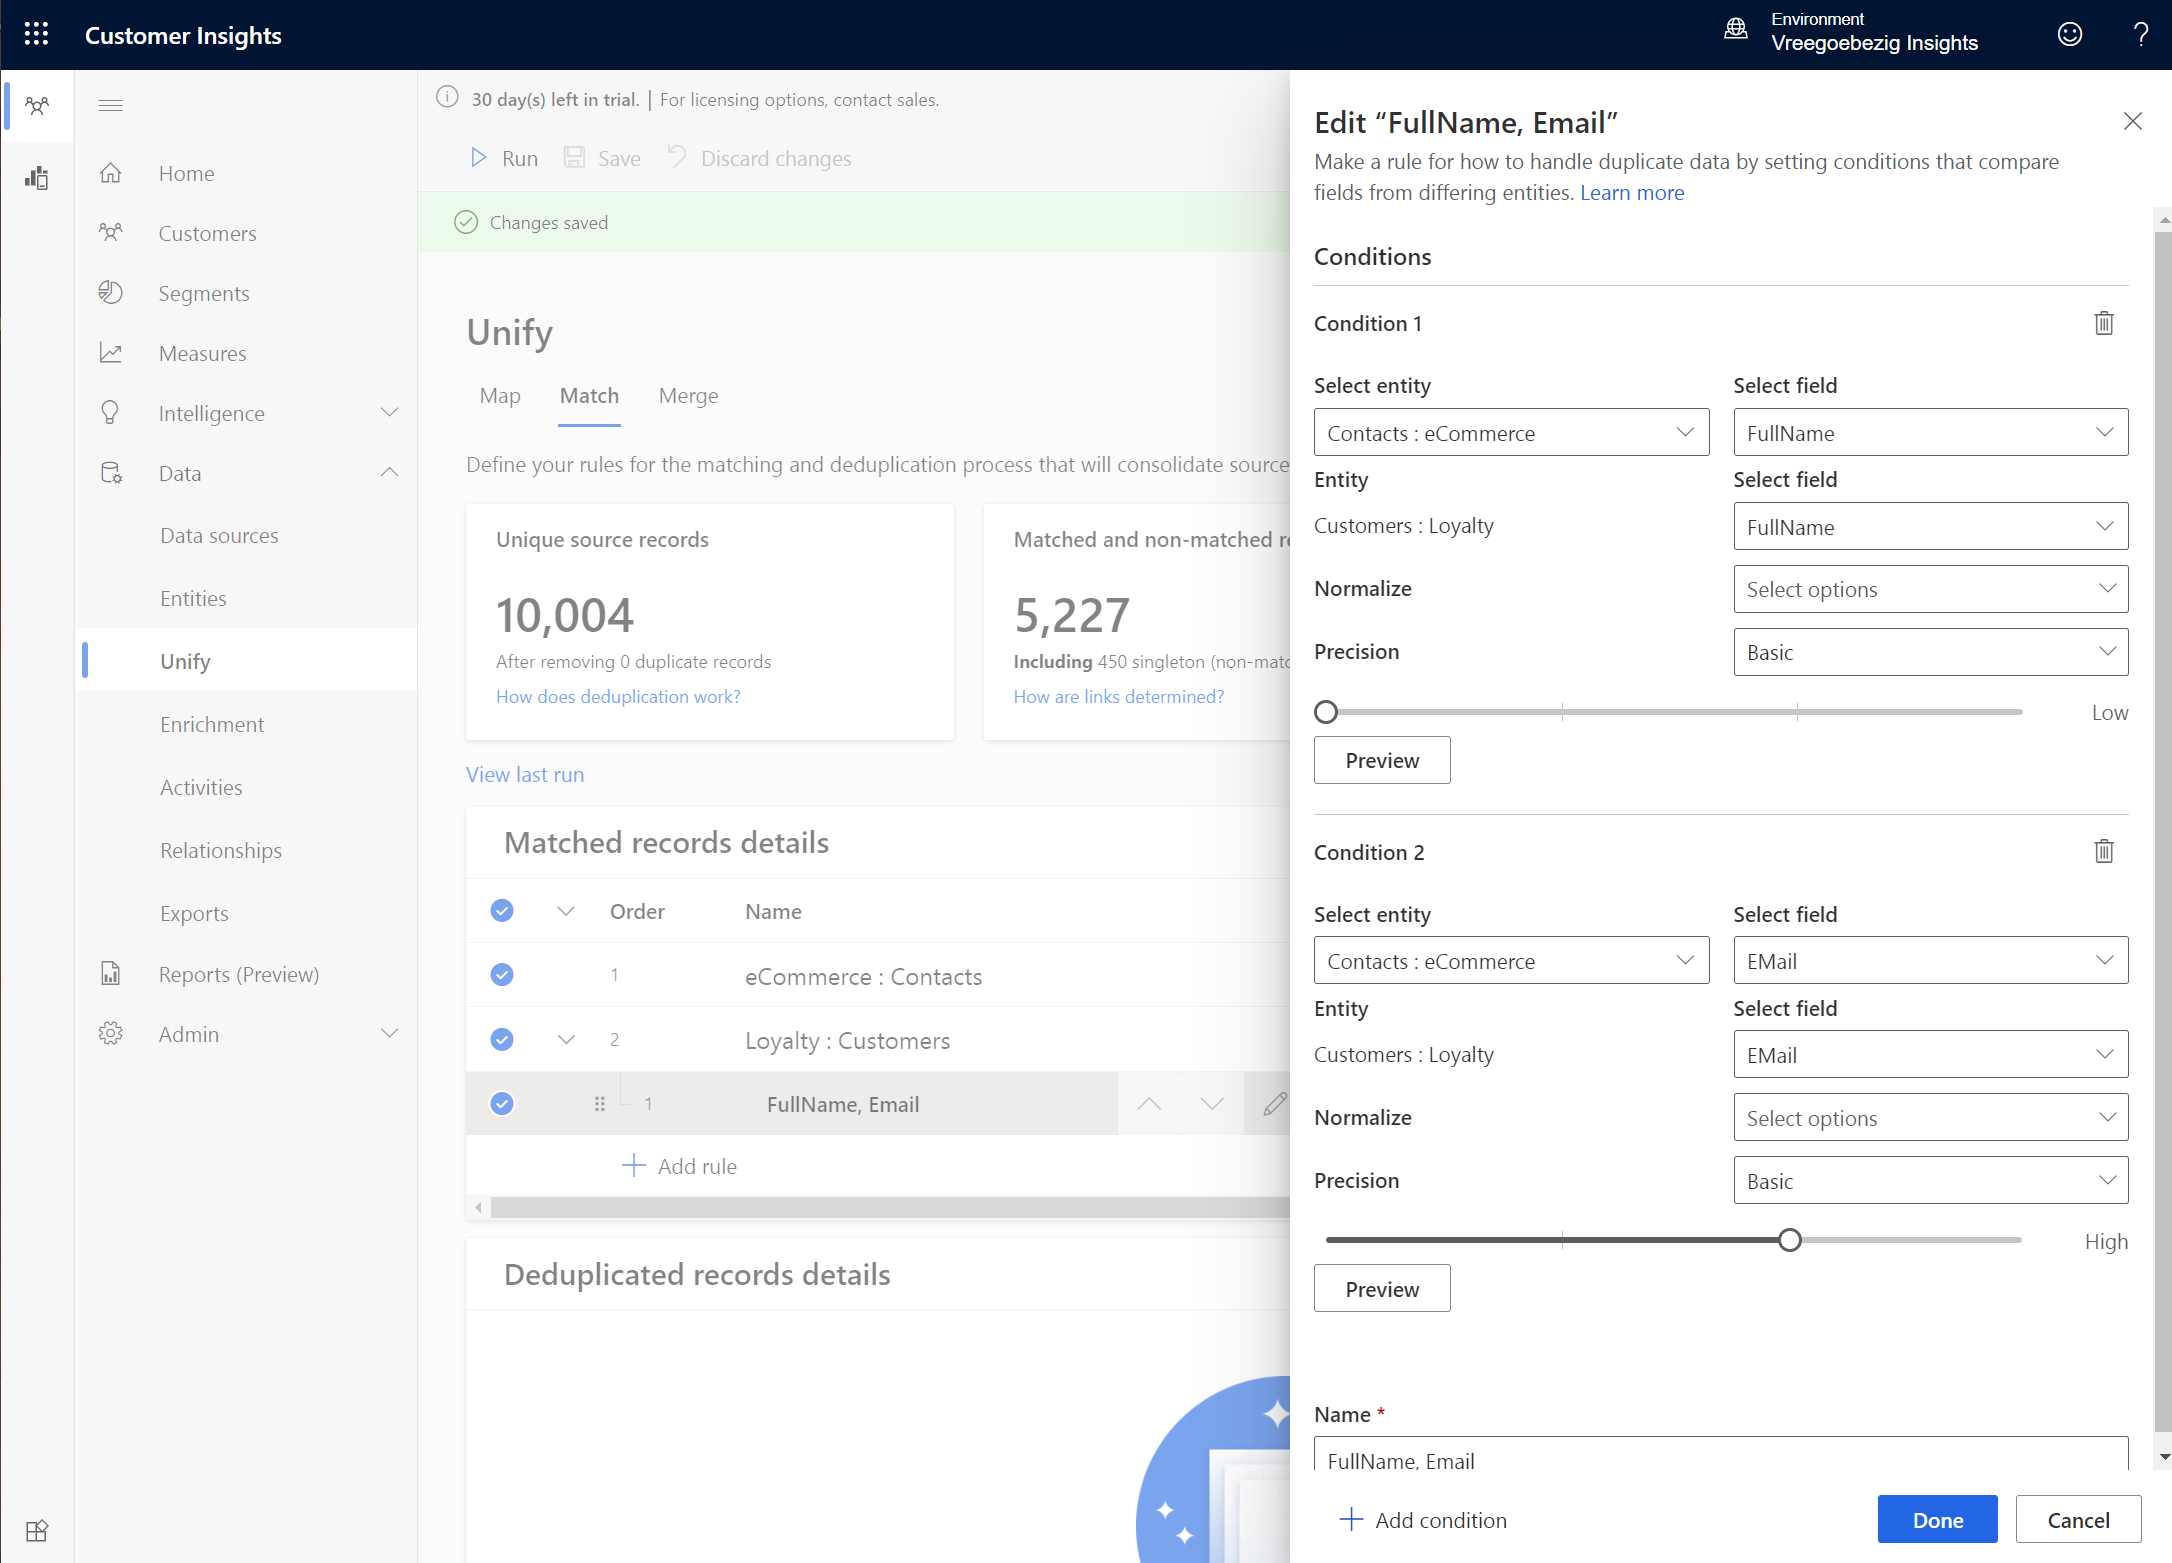 Customer Insights
Environment
Vreegoebezig Insights
?
Home
Customers
Segments
Measures
Intelligence
Data
Data sources
Entities
Unify
Enrichment
Activities
Relationships
Exports
Reports (Preview)
Admin
30 day(s) left in trial. | For licensing options, contact sales.
Run
Save
Discard changes
Changes saved
Unify
Map
Match
Merge
Define your rules for the matching and deduplication process that will consolidate source
Unique source records
10,004
After removing 0 duplicate records
How does deduplication work?
Matched and non-matched re
5,227
Including 450 singleton (non-matc
How are links determined?
View last run
Matched records details
Order
Name
1
eCommerce : Contacts
2
Loyalty : Customers
1
FullName, Email
Add rule
Deduplicated records details
Edit “FullName, Email”
Make a rule for how to handle duplicate data by setting conditions that compare
fields from differing entities. Learn more
Conditions
Condition 1
Select entity
Select field
Contacts : eCommerce
FullName
Entity
Select field
Customers : Loyalty
FullName
Normalize
Select options
Precision
Basic
Low
Preview
Condition 2
Select entity
Select field
Contacts : eCommerce
EMail
Entity
Select field
Customers : Loyalty
EMail
Normalize
Select options
Precision
Basic
High
Preview
Name *
FullName, Email
Add condition
Done
Cancel